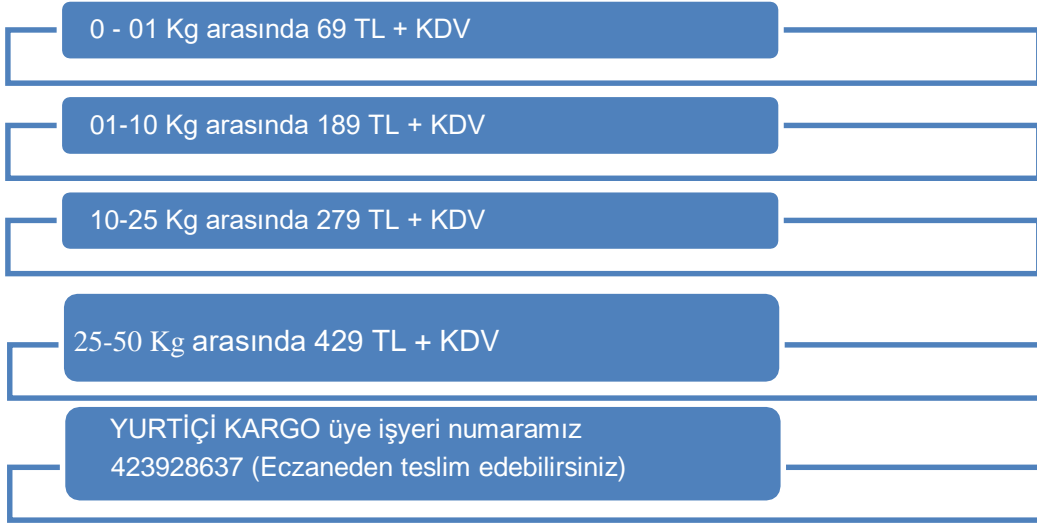 0 - 01 Kg arasında 69 TL + KDV
01-10 Kg arasında 189 TL + KDV
10-25 Kg arasında 279 TL + KDV
25-50 Kg arasında 429 TL + KDV
YURTİÇİ KARGO üye işyeri numaramız
423928637 (Eczaneden teslim edebilirsiniz)